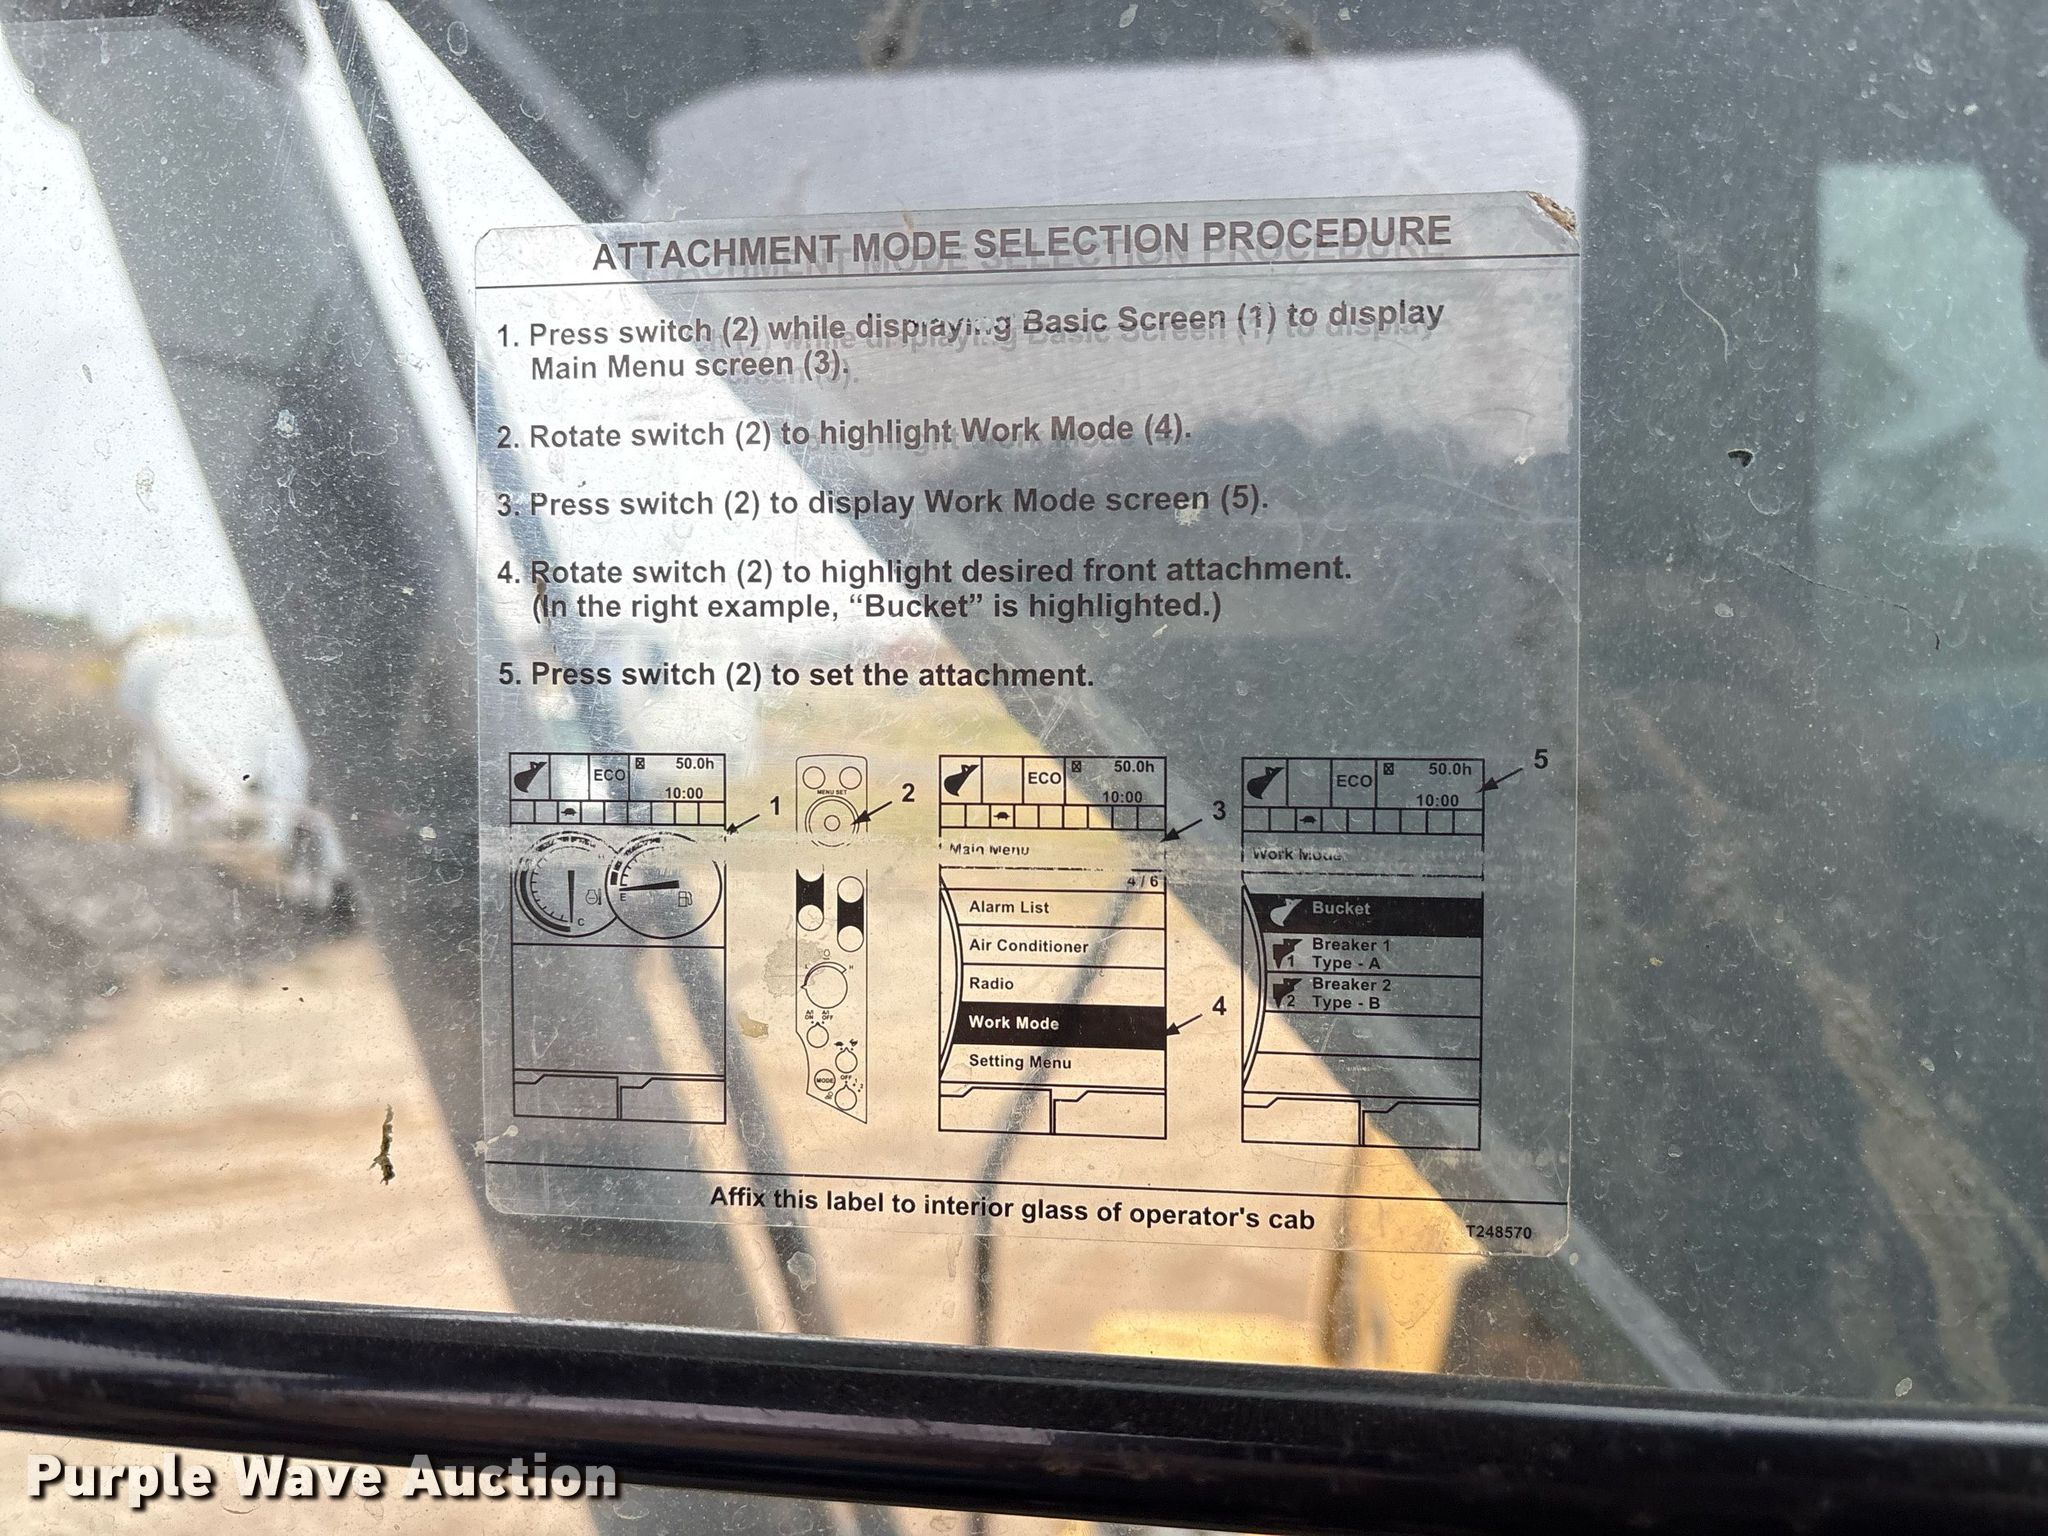 ATTACHMENT MODE SELECTION PROCEDURE
1. Press switch (2) while displaying Basic Screen (1) to display
Main Menu screen (3).
2. Rotate switch (2) to highlight Work Mode (4).
3. Press switch (2) to display Work Mode screen (5).
4. Rotate switch (2) to highlight desired front attachment.
(In the right example, “Bucket” is highlighted.)
5. Press switch (2) to set the attachment.
ECO 50.0h
10:00
1
E
C
MENU SET
2
L H
A/I ON A/I OFF
MODE
OFF
ECO 50.0h
10:00
3
Main Menu
4 / 6
Alarm List
Air Conditioner
Radio
Work Mode
4
Setting Menu
ECO 50.0h
10:00
5
Work Mode
Bucket
Breaker 1
1 Type - A
Breaker 2
2 Type - B
Affix this label to interior glass of operator's cab
T248570
Purple Wave Auction